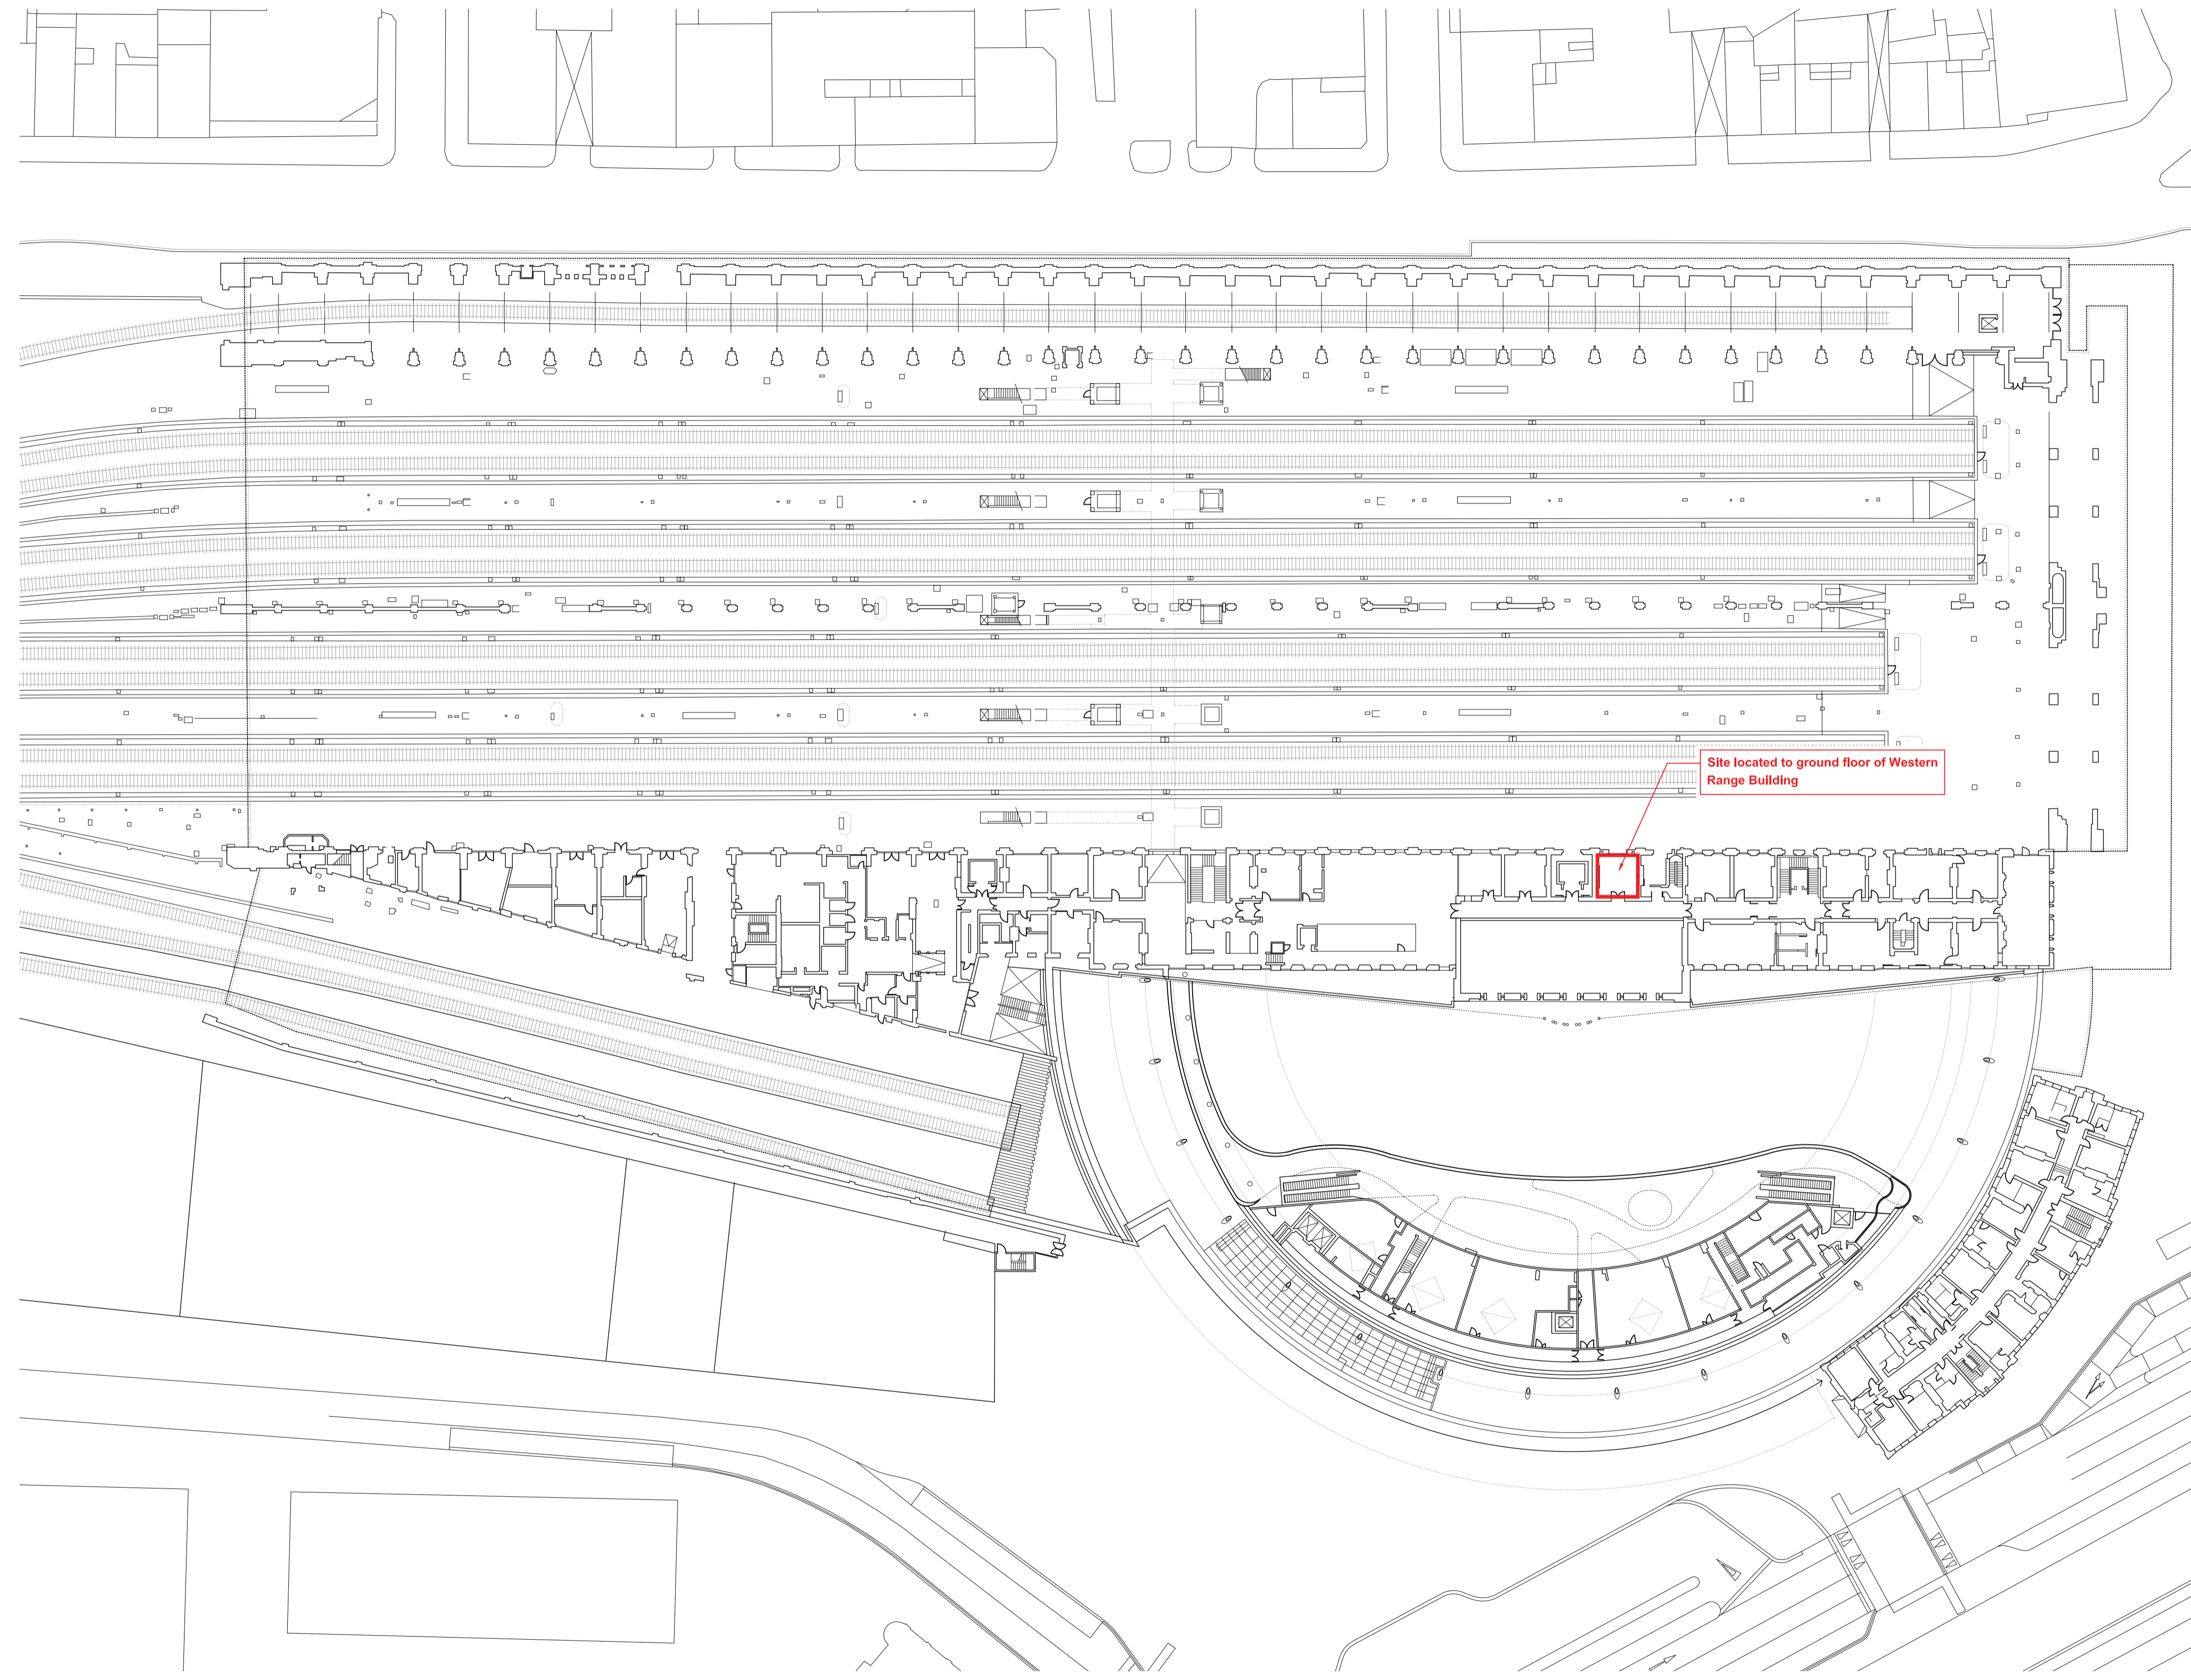 Site located to ground floor of Western
Range Building